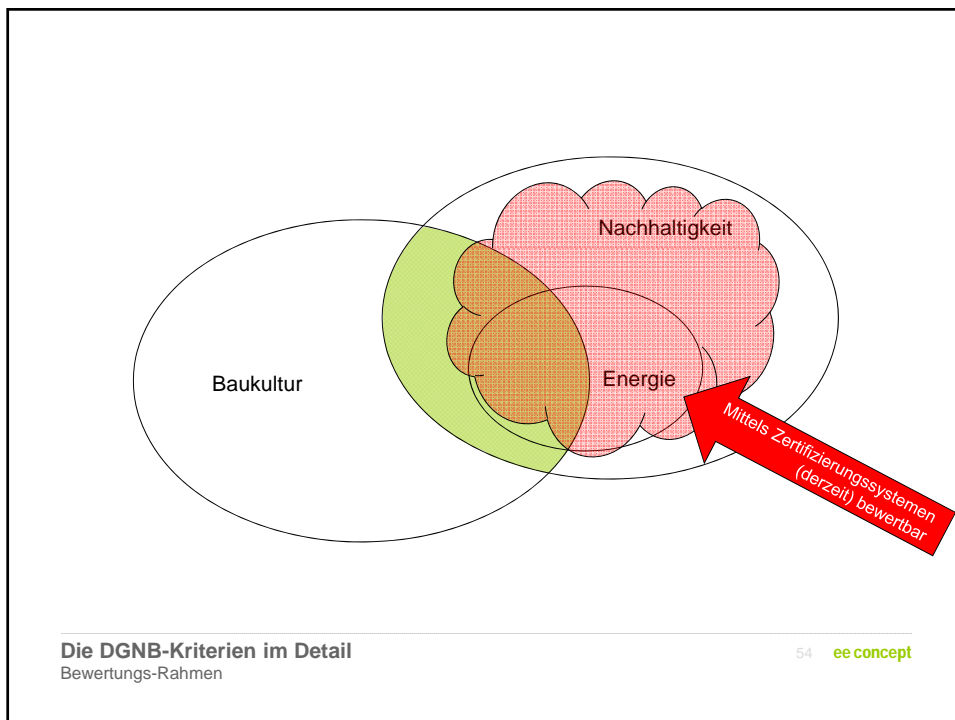 Nachhaltigkeit
Baukultur
Energie
Mittels Zertifizierungssystemen
(derzeit) bewertbar
Die DGNB-Kriterien im Detail
Bewertungs-Rahmen
54 ee concept